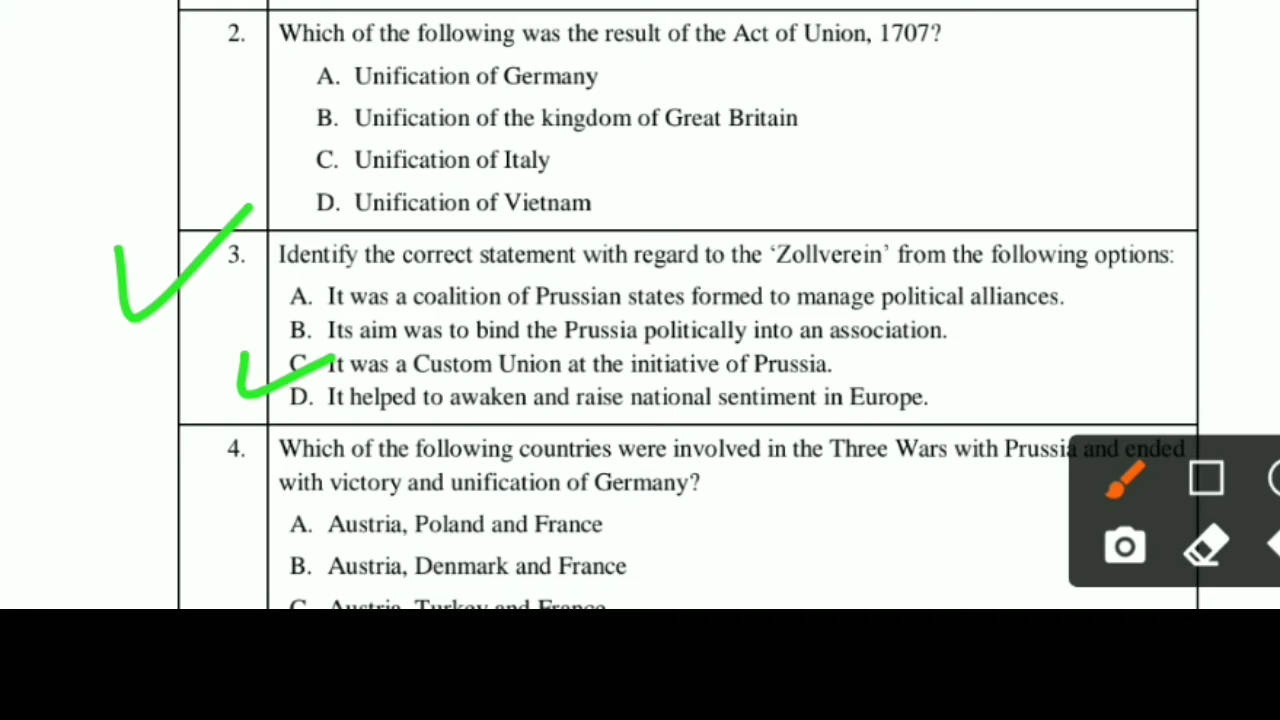 2. Which of the following was the result of the Act of Union, 1707?
A. Unification of Germany
B. Unification of the kingdom of Great Britain
C. Unification of Italy
D. Unification of Vietnam
3. Identify the correct statement with regard to the ‘Zollverein’ from the following options:
A. It was a coalition of Prussian states formed to manage political alliances.
B. Its aim was to bind the Prussia politically into an association.
C. It was a Custom Union at the initiative of Prussia.
D. It helped to awaken and raise national sentiment in Europe.
4. Which of the following countries were involved in the Three Wars with Prussia and ended
with victory and unification of Germany?
A. Austria, Poland and France
B. Austria, Denmark and France
C. Austria, Turkey and France